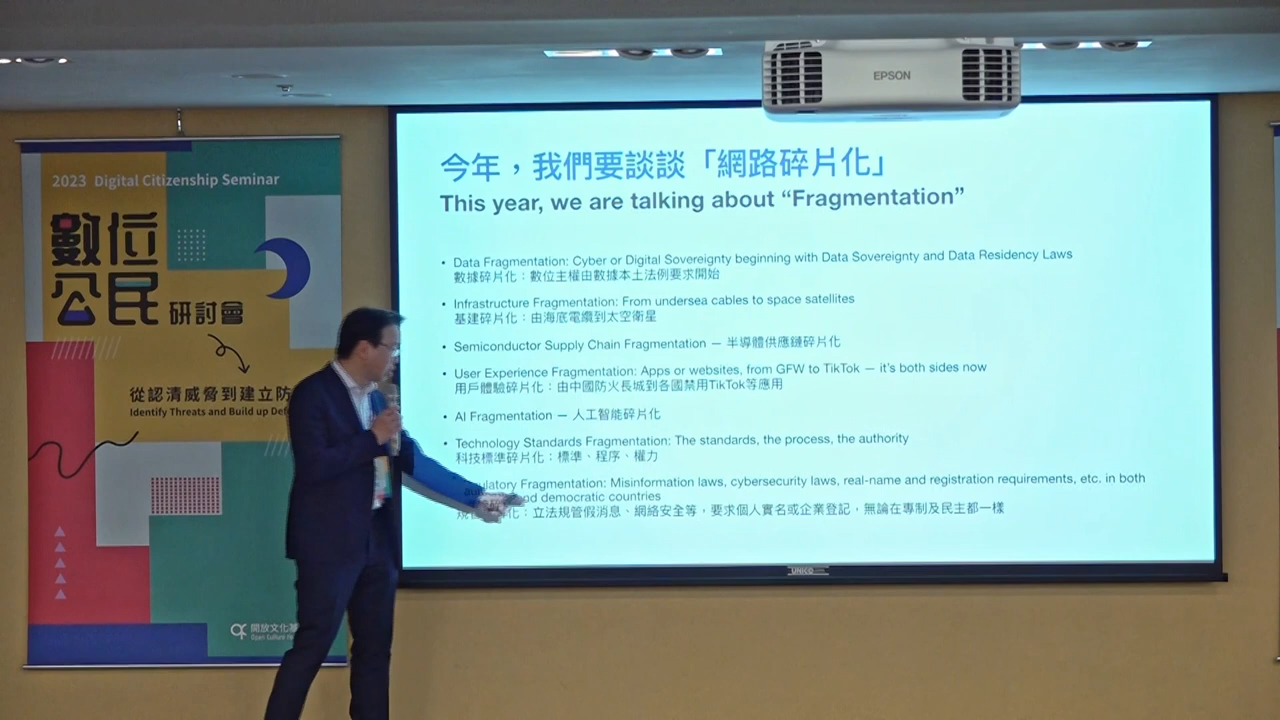 EPSON
2023 Digital Citizenship Seminar
數位
公民 研討會
從認清威脅到建立防
Identify Threats and Build up
開放文化
今年，我們要談談「網路碎片化」
This year, we are talking about “Fragmentation”
• Data Fragmentation: Cyber or Digital Sovereignty beginning with Data Sovereignty and Data Residency Laws
數據碎片化：數位主權由數據本土法例要求開始
• Infrastructure Fragmentation: From undersea cables to space satellites
基建碎片化：由海底電纜到太空衛星
• Semiconductor Supply Chain Fragmentation — 半導體供應鏈碎片化
• User Experience Fragmentation: Apps or websites, from GFW to TikTok — it's both sides now
用戶體驗碎片化：由中國防火長城到各國禁用TikTok等應用
• AI Fragmentation — 人工智能碎片化
• Technology Standards Fragmentation: The standards, the process, the authority
科技標準碎片化：標準、程序、權力
Fragmentation: Misinformation laws, cybersecurity laws, real-name and registration requirements, etc. in both
democratic countries
化：立法規管假消息、網絡安全等，要求個人實名或企業登記，無論在專制及民主都一樣
UNICO